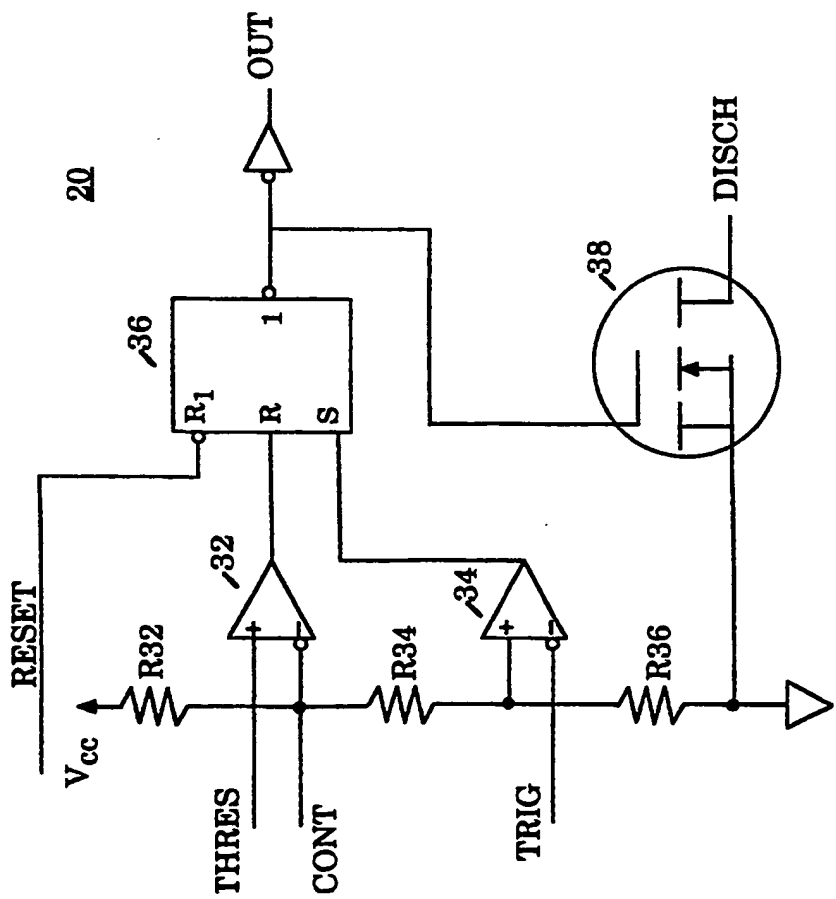 20
RESET
VCC
R32
THRES
CONT
+
−
32
36
R1
R
S
1
OUT
R34
TRIG
+
−
34
R36
38
DISCH